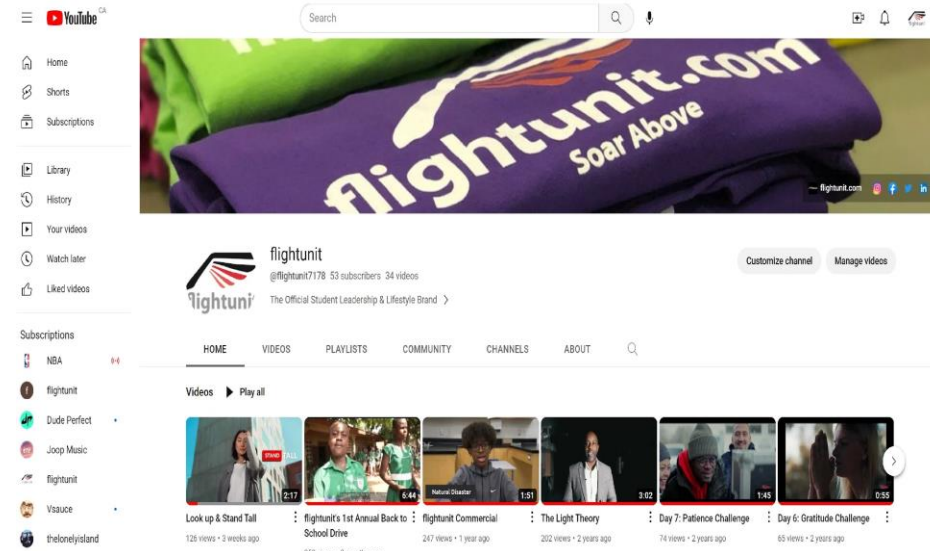 YouTube CA
Search
Home
Shorts
Subscriptions
Library
History
Your videos
Watch later
Liked videos
Subscriptions
NBA
flightunit
Dude Perfect
Joop Music
flightunit
Vsauce
thelonelyisland
flightunit.com
Soar Above
flightunit.com
flightunit
flightunit
@flightunit7178 53 subscribers 34 videos
The Official Student Leadership & Lifestyle Brand
Customize channel
Manage videos
HOME VIDEOS PLAYLISTS COMMUNITY CHANNELS ABOUT
Videos Play all
STAND TALL
2:17
6:44
Natural Disaster
1:51
3:02
1:45
0:55
Look up & Stand Tall
126 views • 3 weeks ago
flightunit's 1st Annual Back to
School Drive
flightunit Commercial
247 views • 1 year ago
The Light Theory
202 views • 2 years ago
Day 7: Patience Challenge
74 views • 2 years ago
Day 6: Gratitude Challenge
65 views • 2 years ago